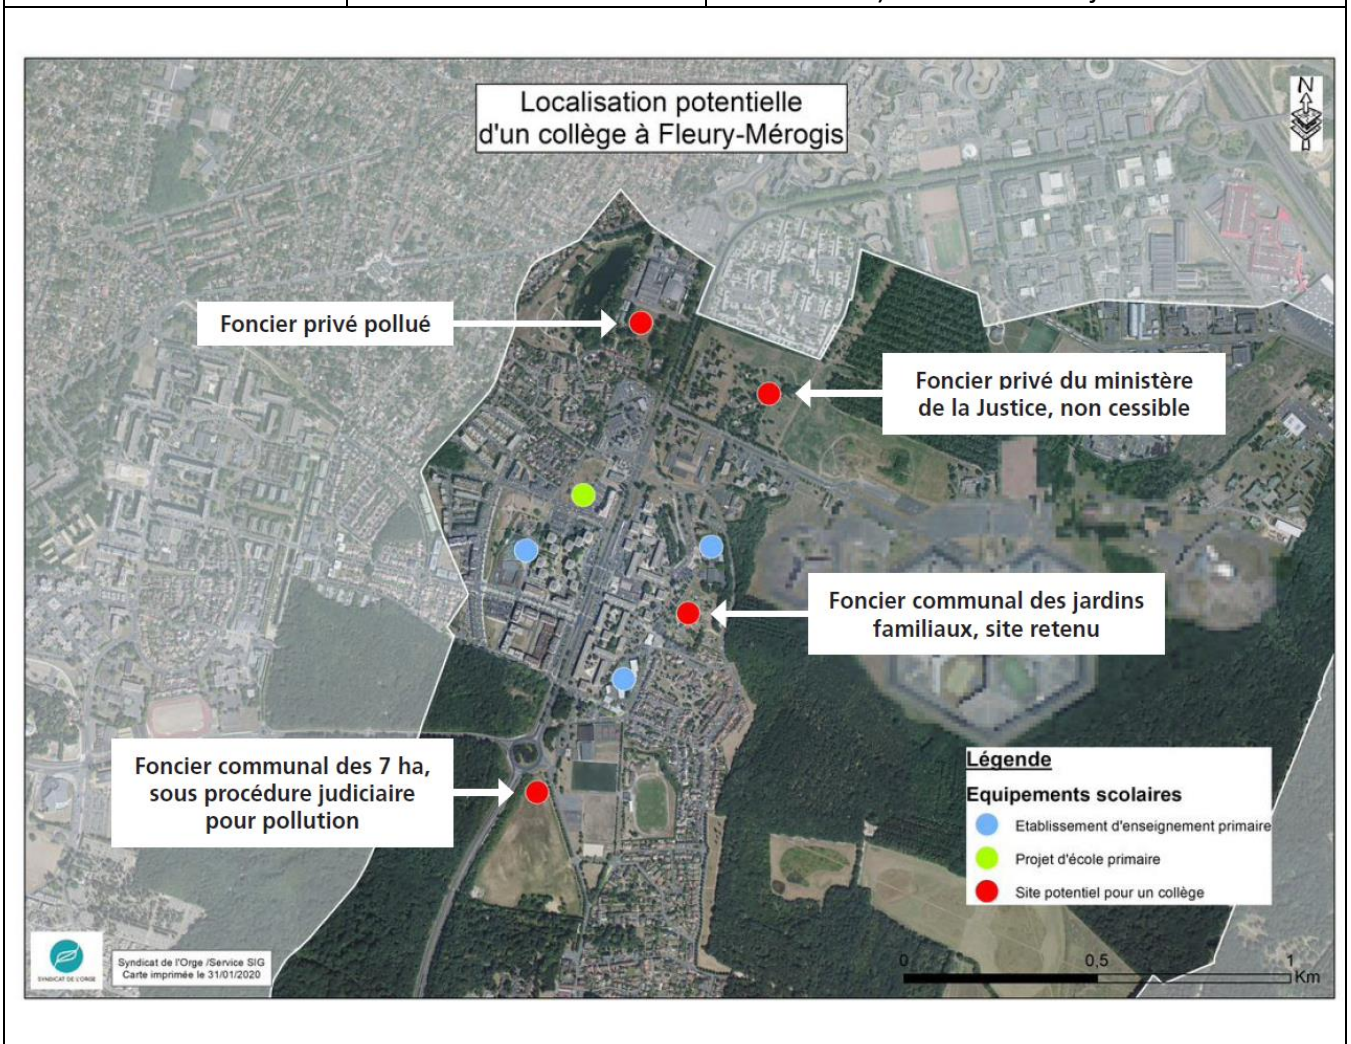 Localisation potentielle
d'un collège à Fleury-Mérogis
N
Foncier privé pollué
Foncier privé du ministère
de la Justice, non cessible
Foncier communal des jardins
familiaux, site retenu
Foncier communal des 7 ha,
sous procédure judiciaire
pour pollution
Légende
Equipements scolaires
Etablissement d'enseignement primaire
Projet d'école primaire
Site potentiel pour un collège
SYNDICAT DE L'ORGE
Syndicat de l'Orge /Service SIG
Carte imprimée le 31/01/2020
0 0,5 1
Km